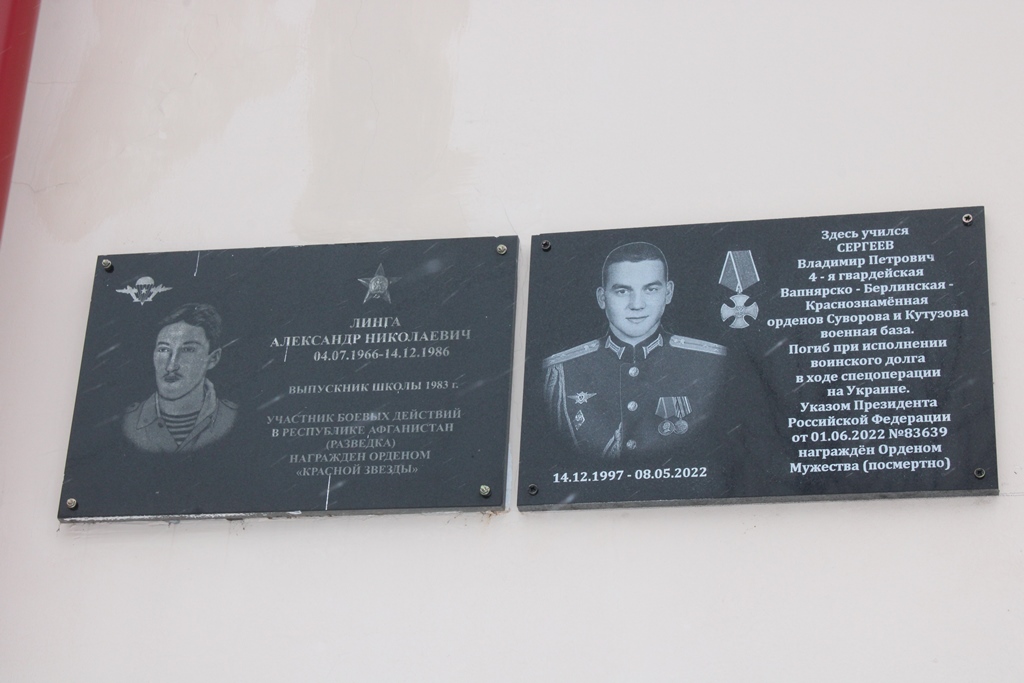 ЛИНГА
АЛЕКСАНДР НИКОЛАЕВИЧ
04.07.1966-14.12.1986
ВЫПУСКНИК ШКОЛЫ 1983 г.
УЧАСТНИК БОЕВЫХ ДЕЙСТВИЙ
В РЕСПУБЛИКЕ АФГАНИСТАН
(РАЗВЕДКА)
НАГРАЖДЕН ОРДЕНОМ
«КРАСНОЙ ЗВЕЗДЫ»
Здесь учился
СЕРГЕЕВ
Владимир Петрович
4 - я гвардейская
Вапнярско - Берлинская -
Краснознамённая
орденов Суворова и Кутузова
военная база.
Погиб при исполнении
воинского долга
в ходе спецоперации
на Украине.
Указом Президента
Российской Федерации
от 01.06.2022 №83639
награждён Орденом
Мужества (посмертно)
14.12.1997 - 08.05.2022